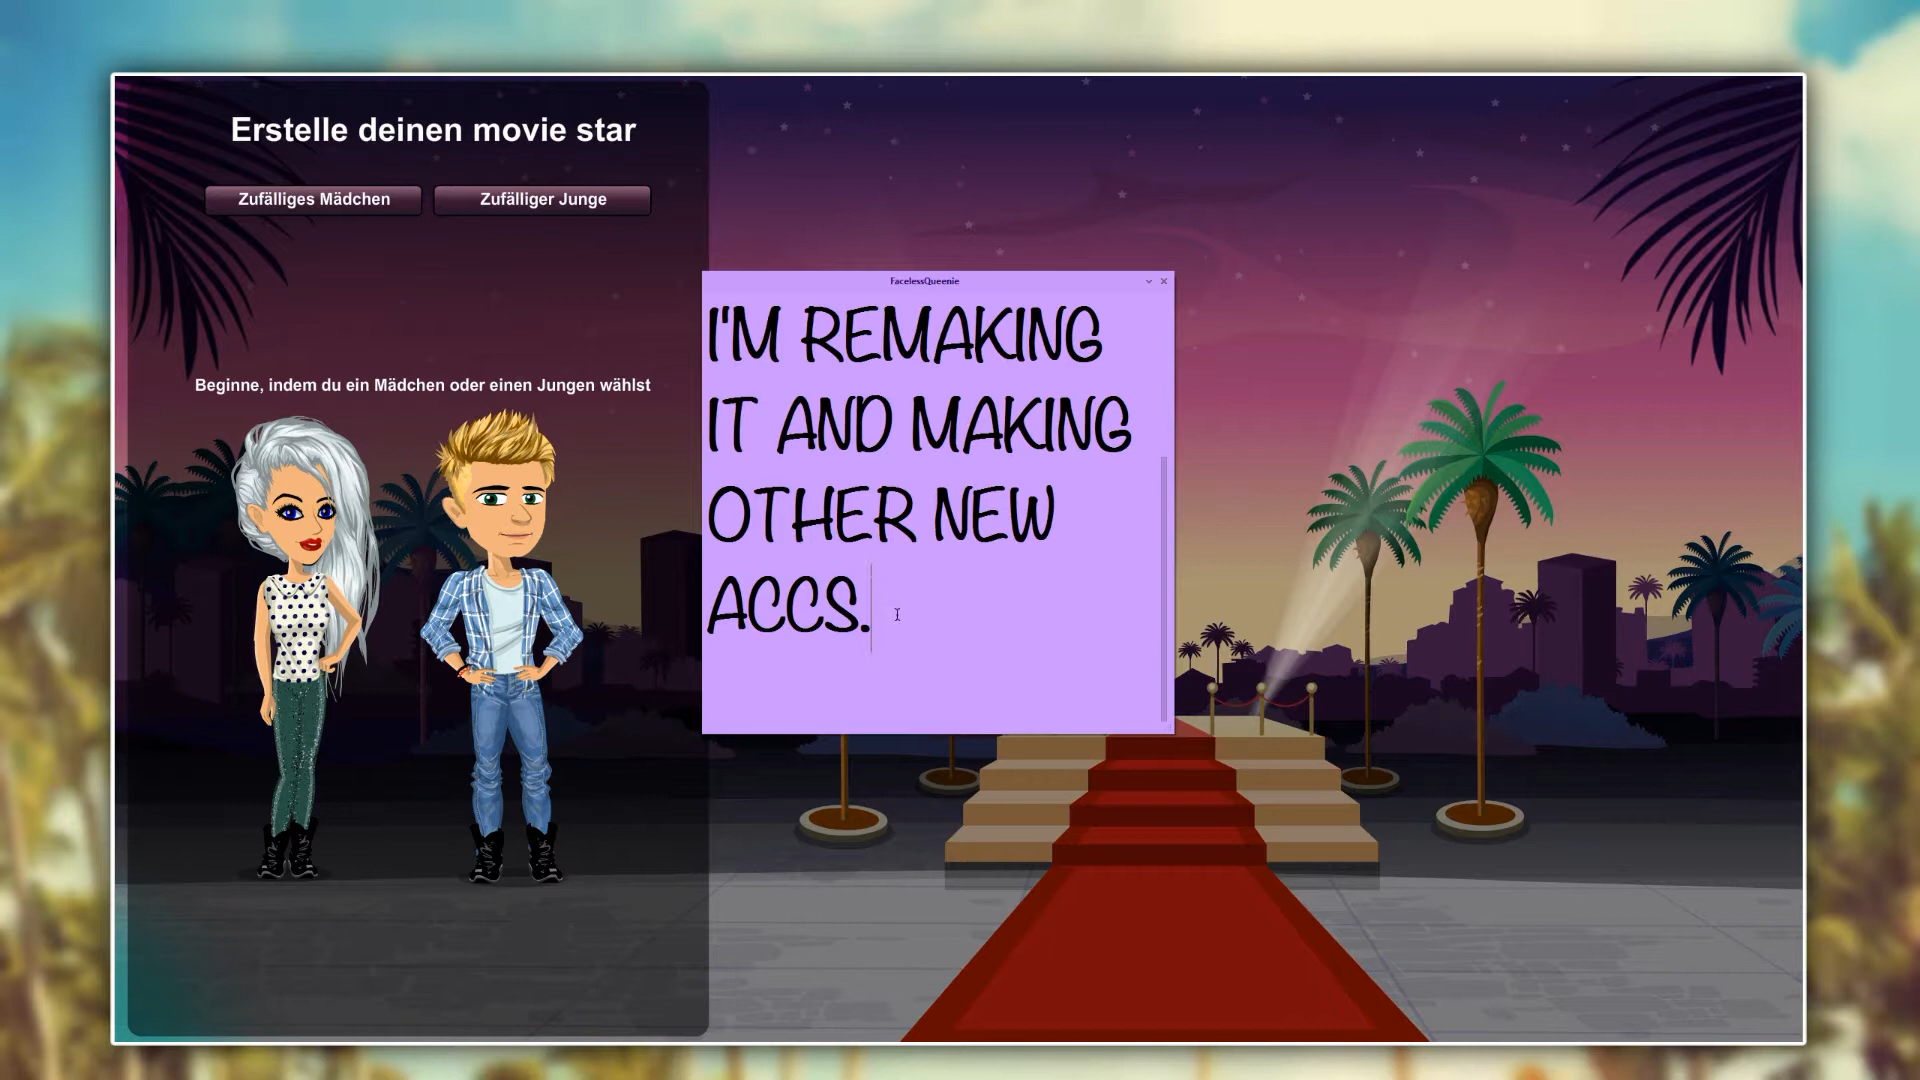 Erstelle deinen movie star
Zufälliges Mädchen
Zufälliger Junge
Beginne, indem du ein Mädchen oder einen Jungen wählst
FacelessQueenie
I'M REMAKING
IT AND MAKING
OTHER NEW
ACCS.